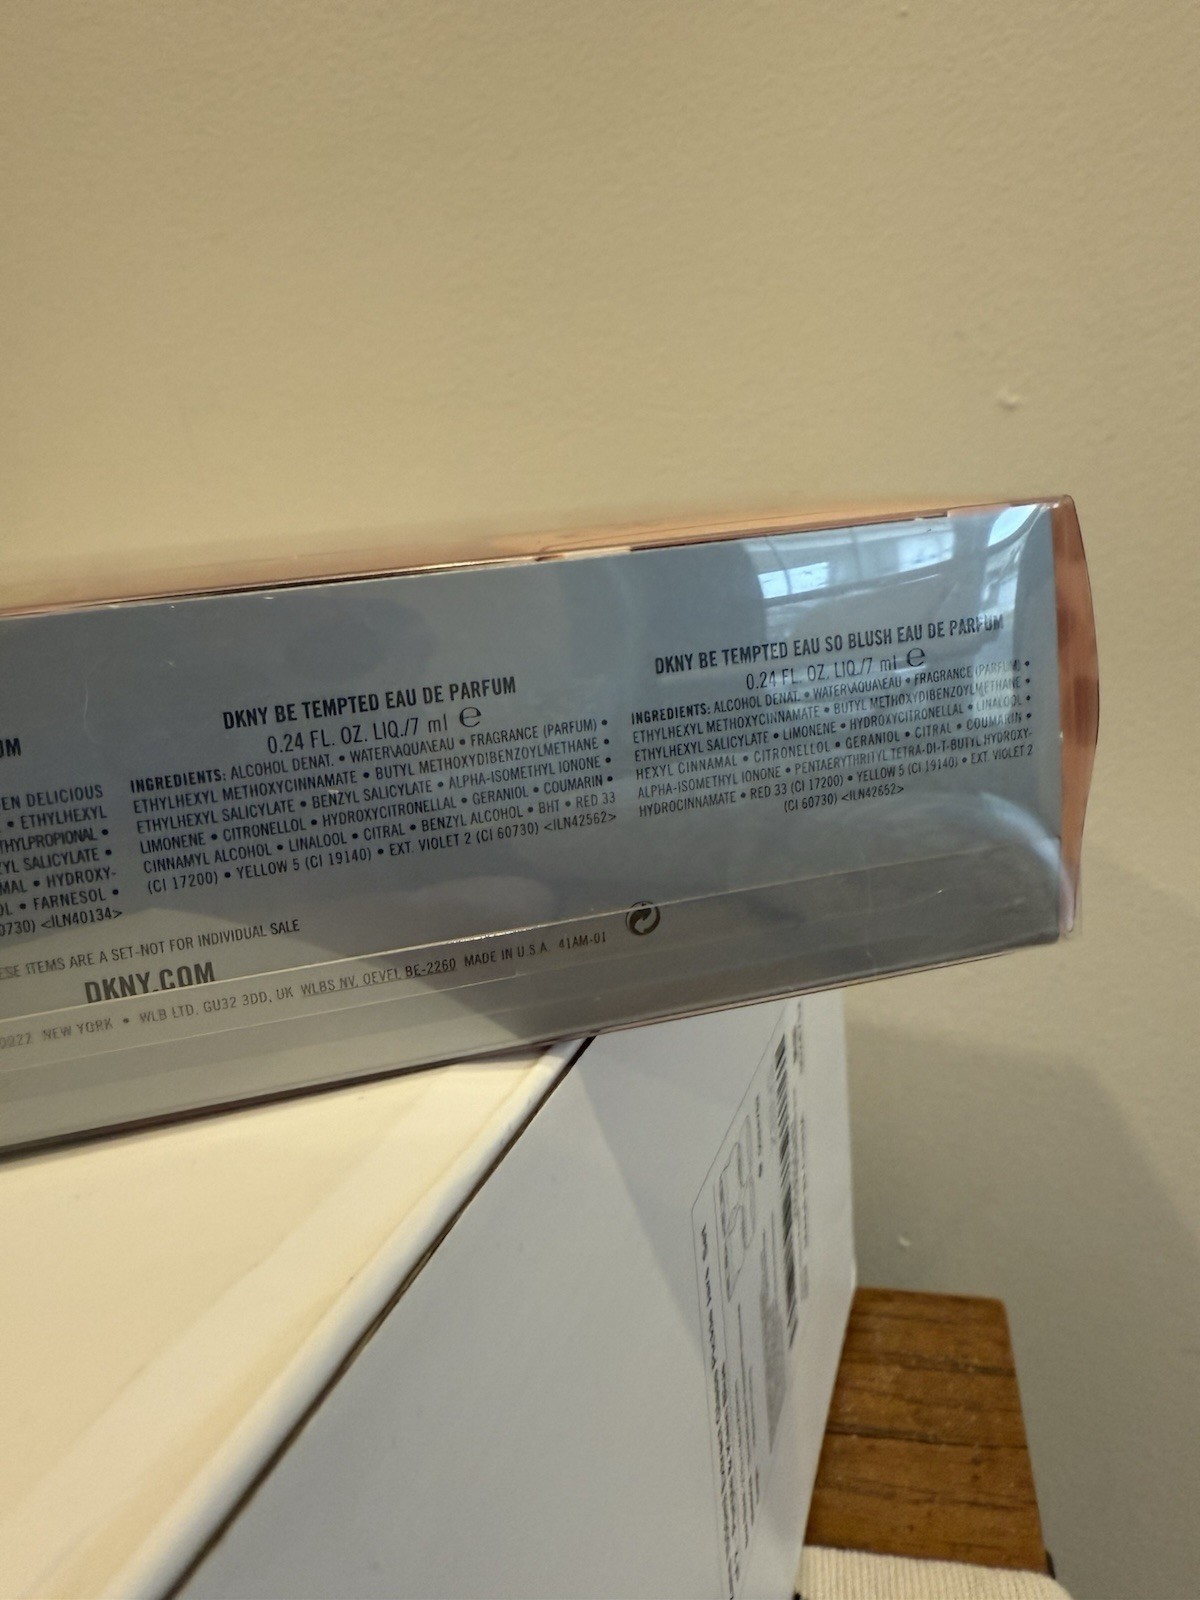 UM
EN DELICIOUS
• ETHYLHEXYL
THYLPROPIONAL •
ZYL SALICYLATE •
MAL • HYDROXY-
OL • FARNESOL •
0730) <ILN40134>
DKNY BE TEMPTED EAU DE PARFUM
0.24 FL. OZ. LIQ./7 ml ℮
INGREDIENTS: ALCOHOL DENAT. • WATER\AQUA\EAU • FRAGRANCE (PARFUM) •
ETHYLHEXYL METHOXYCINNAMATE • BUTYL METHOXYDIBENZOYLMETHANE •
ETHYLHEXYL SALICYLATE • BENZYL SALICYLATE • ALPHA-ISOMETHYL IONONE •
LIMONENE • CITRONELLOL • HYDROXYCITRONELLAL • GERANIOL • COUMARIN •
CINNAMYL ALCOHOL • LINALOOL • CITRAL • BENZYL ALCOHOL • BHT • RED 33
(CI 17200) • YELLOW 5 (CI 19140) • EXT. VIOLET 2 (CI 60730) <ILN42562>
DKNY BE TEMPTED EAU SO BLUSH EAU DE PARFUM
0.24 FL. OZ. LIQ./7 ml ℮
INGREDIENTS: ALCOHOL DENAT. • WATER\AQUA\EAU • FRAGRANCE (PARFUM) •
ETHYLHEXYL METHOXYCINNAMATE • BUTYL METHOXYDIBENZOYLMETHANE •
ETHYLHEXYL SALICYLATE • LIMONENE • HYDROXYCITRONELLAL • LINALOOL •
HEXYL CINNAMAL • CITRONELLOL • GERANIOL • CITRAL • COUMARIN •
ALPHA-ISOMETHYL IONONE • PENTAERYTHRITYL TETRA-DI-T-BUTYL HYDROXY-
HYDROCINNAMATE • RED 33 (CI 17200) • YELLOW 5 (CI 19140) • EXT. VIOLET 2
(CI 60730) <ILN42652>
ESE ITEMS ARE A SET-NOT FOR INDIVIDUAL SALE
DKNY.COM
0022 NEW YORK • WLB LTD. GU32 3DD, UK WLBS NV. OEVEL BE-2260 MADE IN U.S.A. 41AM-01